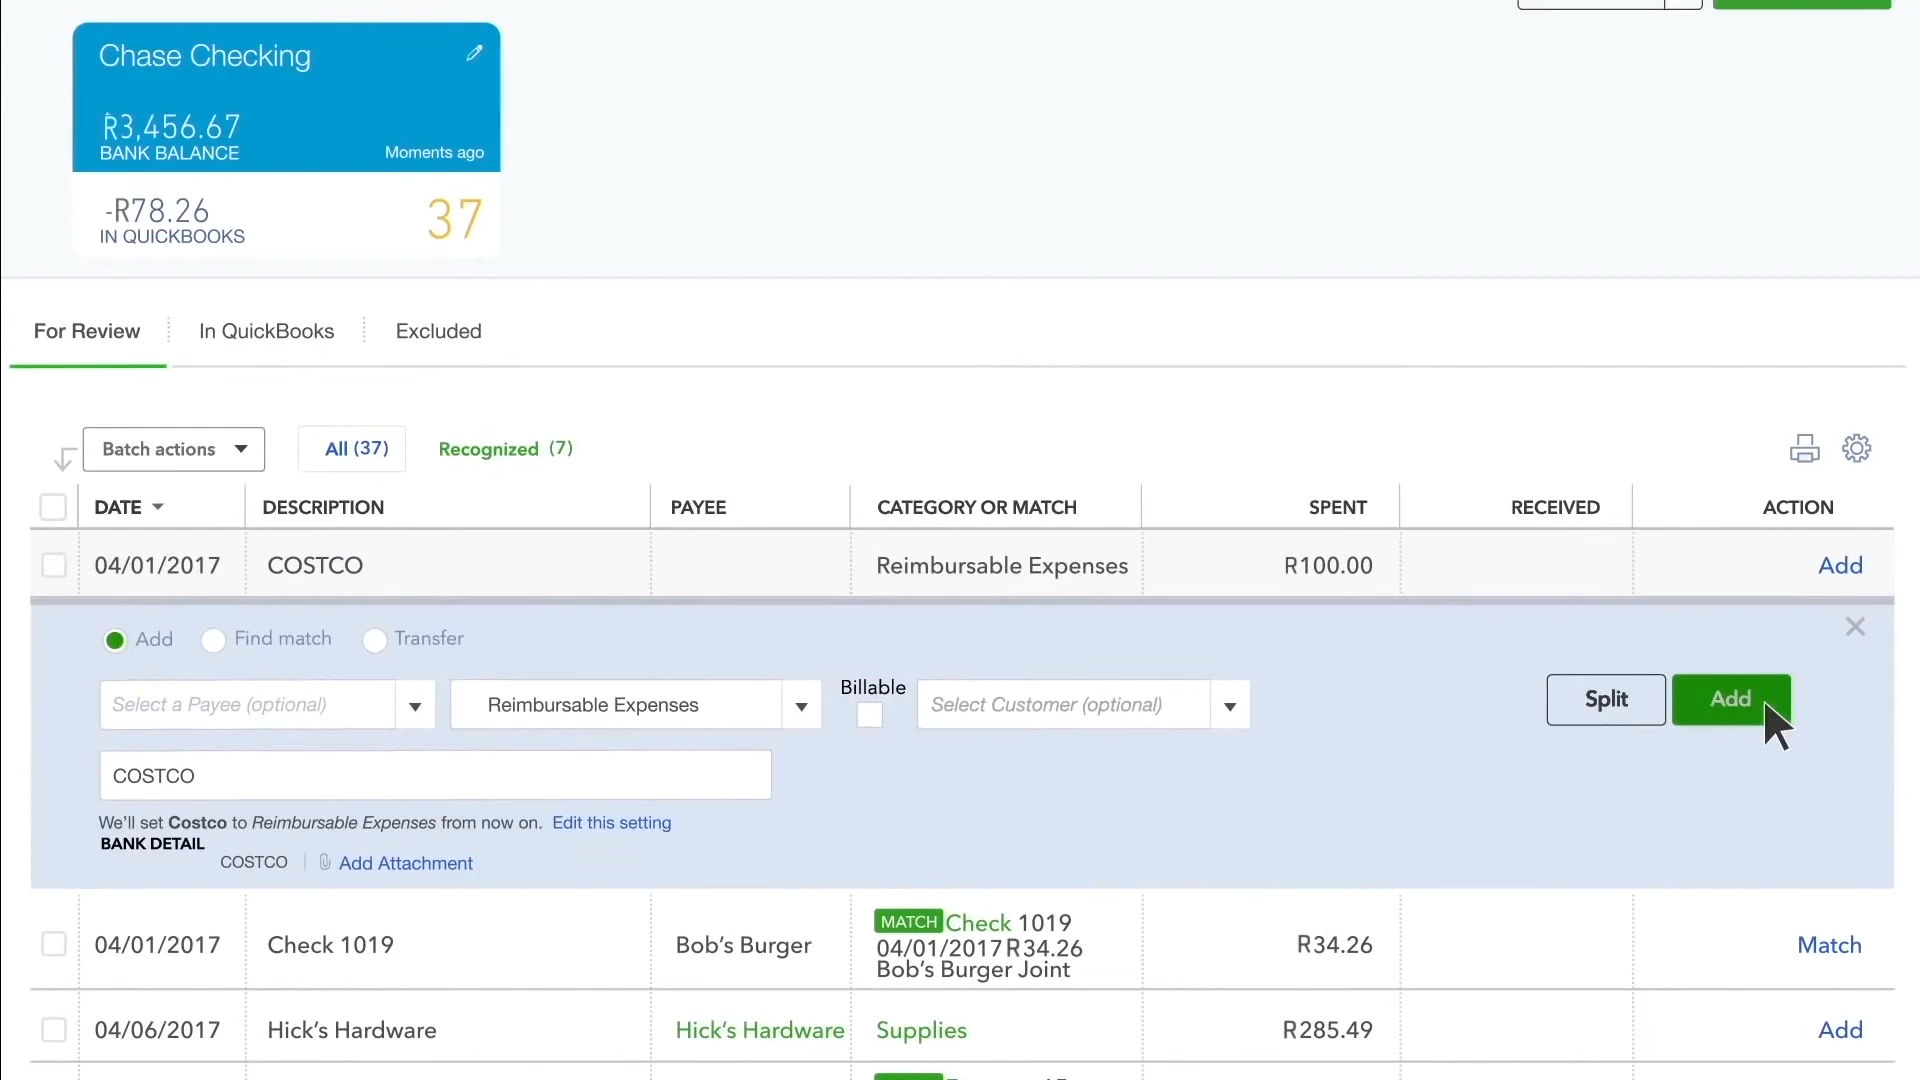 Chase Checking
R3,456.67
BANK BALANCE
Moments ago
-R78.26
37
IN QUICKBOOKS
For Review
In QuickBooks
Excluded
Batch actions
All (37)
Recognized (7)
DATE
DESCRIPTION
PAYEE
CATEGORY OR MATCH
SPENT
RECEIVED
ACTION
04/01/2017
COSTCO
Reimbursable Expenses
R100.00
Add
Add
Find match
Transfer
Select a Payee (optional)
Reimbursable Expenses
Billable
Select Customer (optional)
Split
Add
COSTCO
We'll set Costco to Reimbursable Expenses from now on. Edit this setting
BANK DETAIL
COSTCO
Add Attachment
04/01/2017
Check 1019
Bob's Burger
MATCH Check 1019
04/01/2017 R34.26
Bob's Burger Joint
R34.26
Match
04/06/2017
Hick's Hardware
Hick's Hardware
Supplies
R285.49
Add